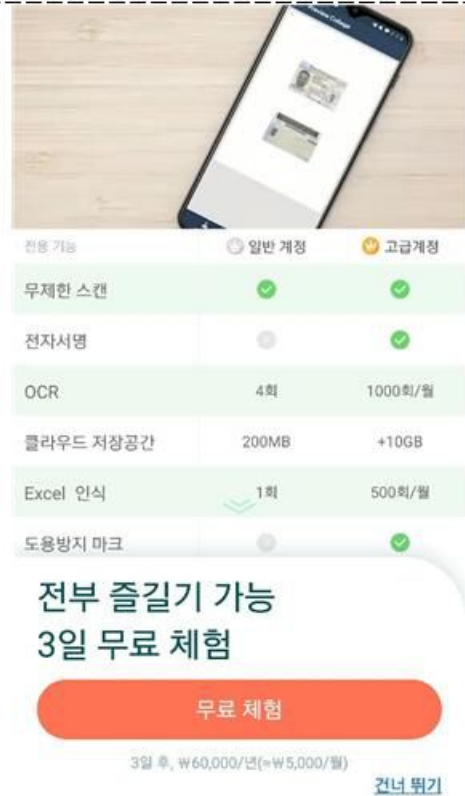 Preview Collage
전용 기능 일반 계정 고급계정
무제한 스캔
전자서명
OCR 4회 1000회/월
클라우드 저장공간 200MB +10GB
Excel 인식 1회 500회/월
도용방지 마크
전부 즐길기 가능
3일 무료 체험
무료 체험
3일 후, ₩60,000/년(≈₩5,000/월)
건너 뛰기